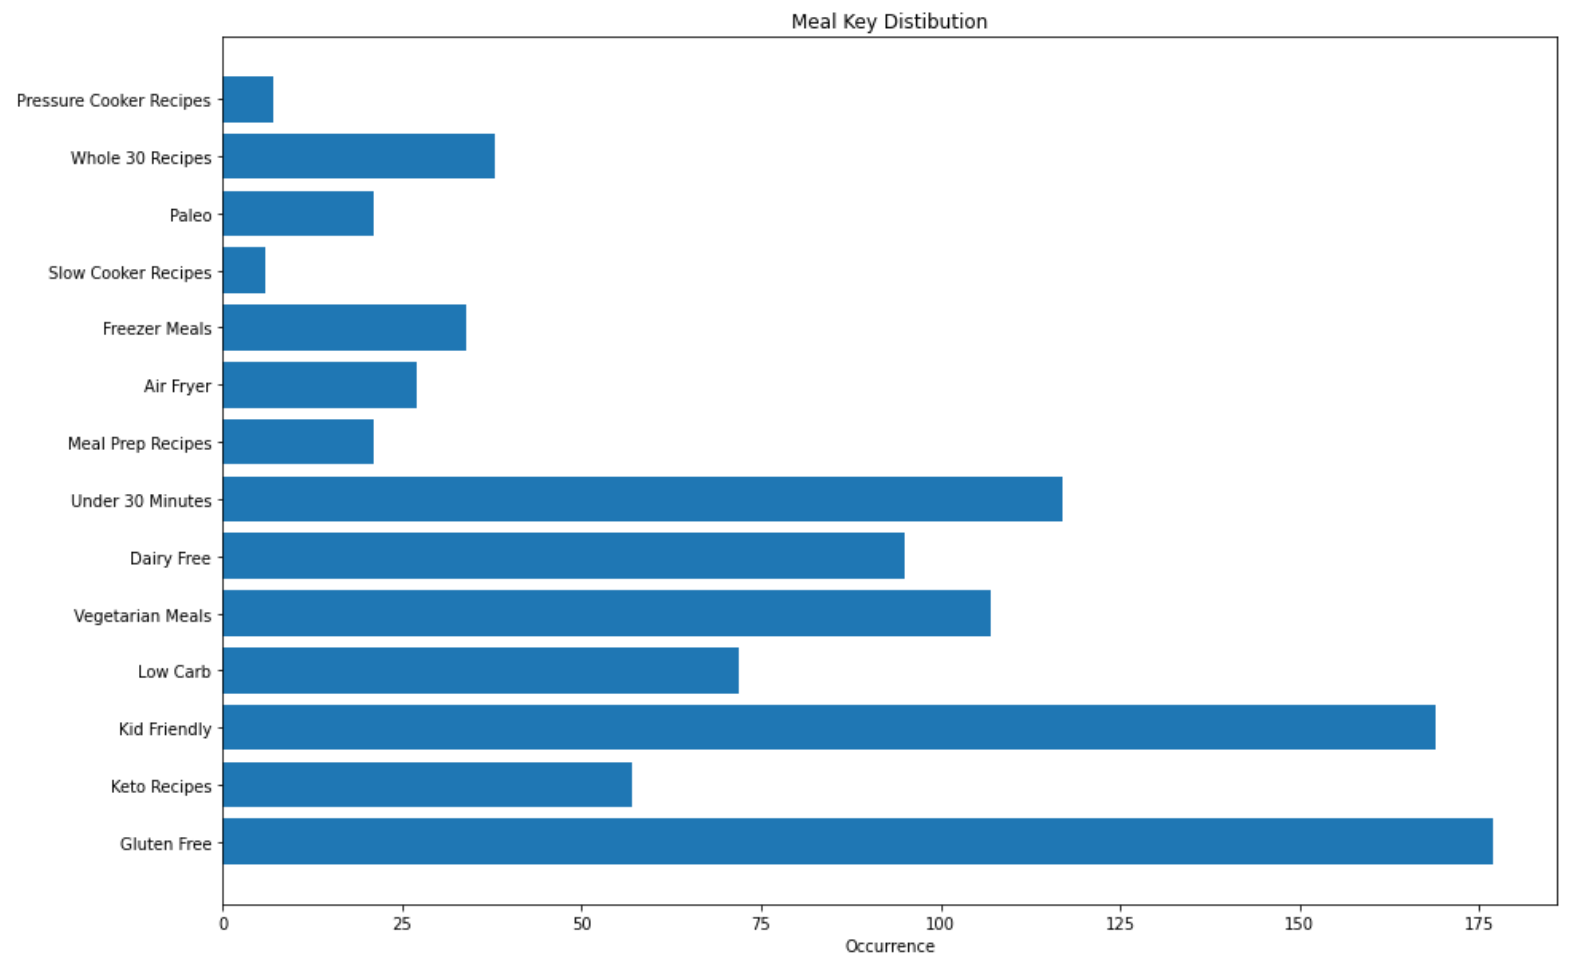 Meal Key Distibution
Pressure Cooker Recipes
Whole 30 Recipes
Paleo
Slow Cooker Recipes
Freezer Meals
Air Fryer
Meal Prep Recipes
Under 30 Minutes
Dairy Free
Vegetarian Meals
Low Carb
Kid Friendly
Keto Recipes
Gluten Free
0 25 50 75 100 125 150 175
Occurrence